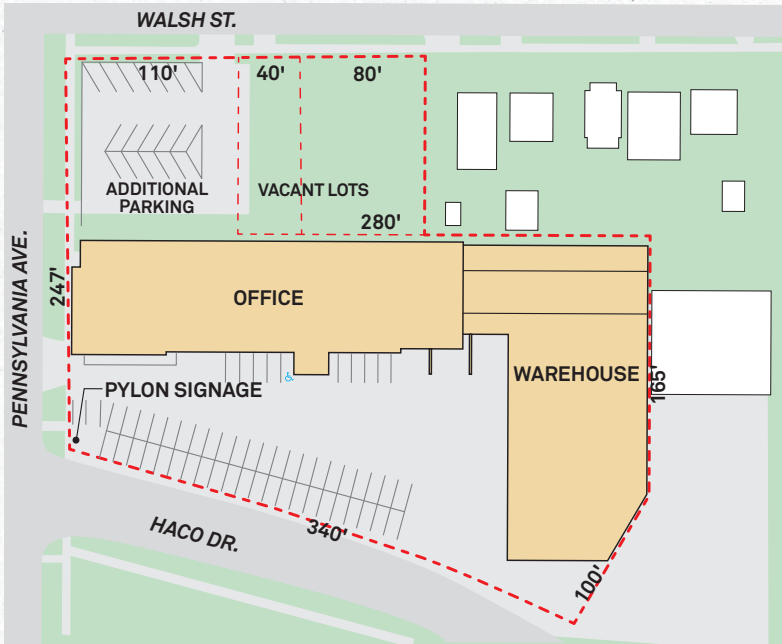 WALSH ST.
110'
40'
80'
ADDITIONAL
PARKING
VACANT LOTS
280'
PENNSYLVANIA AVE.
247'
OFFICE
WAREHOUSE
165'
PYLON SIGNAGE
HACO DR.
340'
100'